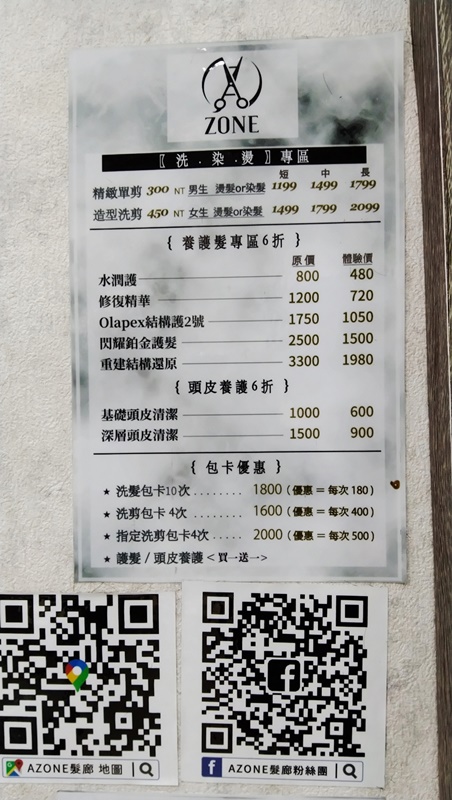 ZONE
〖 洗 . 染 . 燙 〗專區
短 中 長
精緻單剪 300 NT 男生 燙髮or染髮 1199 1499 1799
造型洗剪 450 NT 女生 燙髮or染髮 1499 1799 2099
{ 養護髮專區6折 }
原價 體驗價
水潤護 800 480
修復精華 1200 720
Olapex結構護2號 1750 1050
閃耀鉑金護髮 2500 1500
重建結構還原 3300 1980
{ 頭皮養護6折 }
基礎頭皮清潔 1000 600
深層頭皮清潔 1500 900
{ 包卡優惠 }
★ 洗髮包卡10次 ........ 1800 (優惠 = 每次 180)
★ 洗剪包卡 4次 ........ 1600 (優惠 = 每次 400)
★ 指定洗剪包卡4次 ...... 2000 (優惠 = 每次 500)
★ 護髮 / 頭皮養護 < 買一送一>
AZONE髮廊 地圖
f AZONE髮廊粉絲團